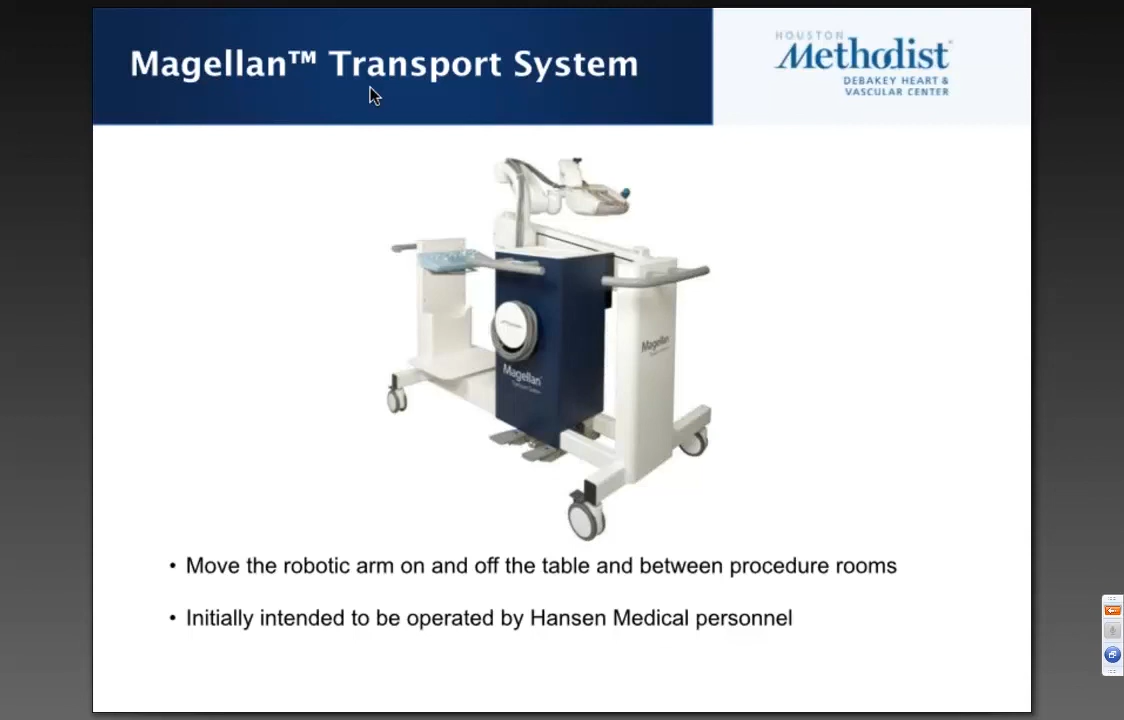 Magellan™ Transport System
HOUSTON
Methodist
DEBAKEY HEART &
VASCULAR CENTER
Magellan
Magellan
• Move the robotic arm on and off the table and between procedure rooms
• Initially intended to be operated by Hansen Medical personnel